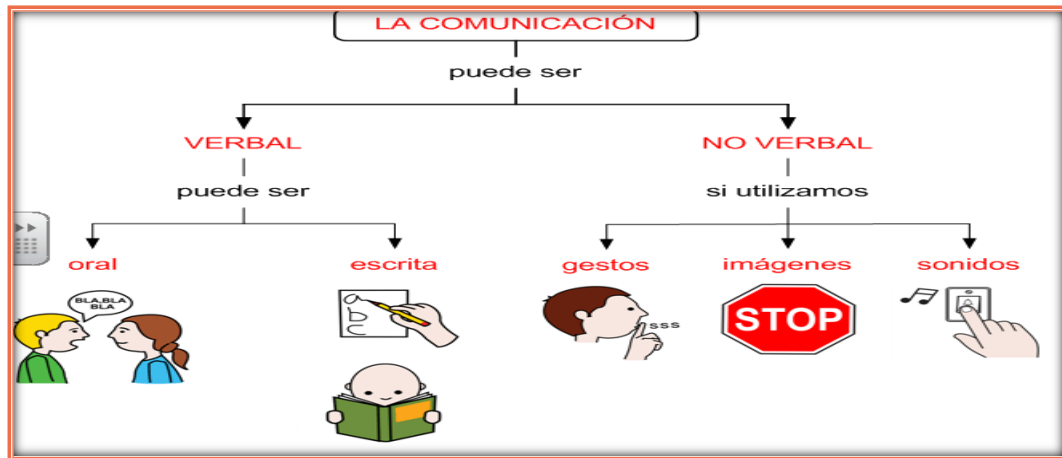 LA COMUNICACIÓN
puede ser
VERBAL
NO VERBAL
puede ser
si utilizamos
oral
escrita
gestos
imágenes
sonidos
BLA,BLA
BLA
a
b
c
sss
STOP